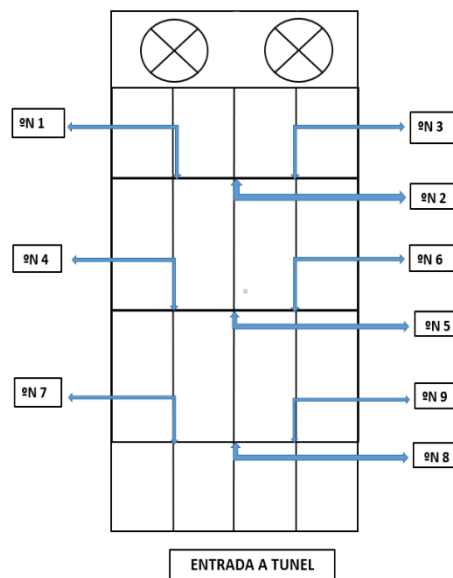 ºN 1
ºN 3
ºN 2
ºN 4
ºN 6
ºN 5
ºN 7
ºN 9
ºN 8
ENTRADA A TUNEL